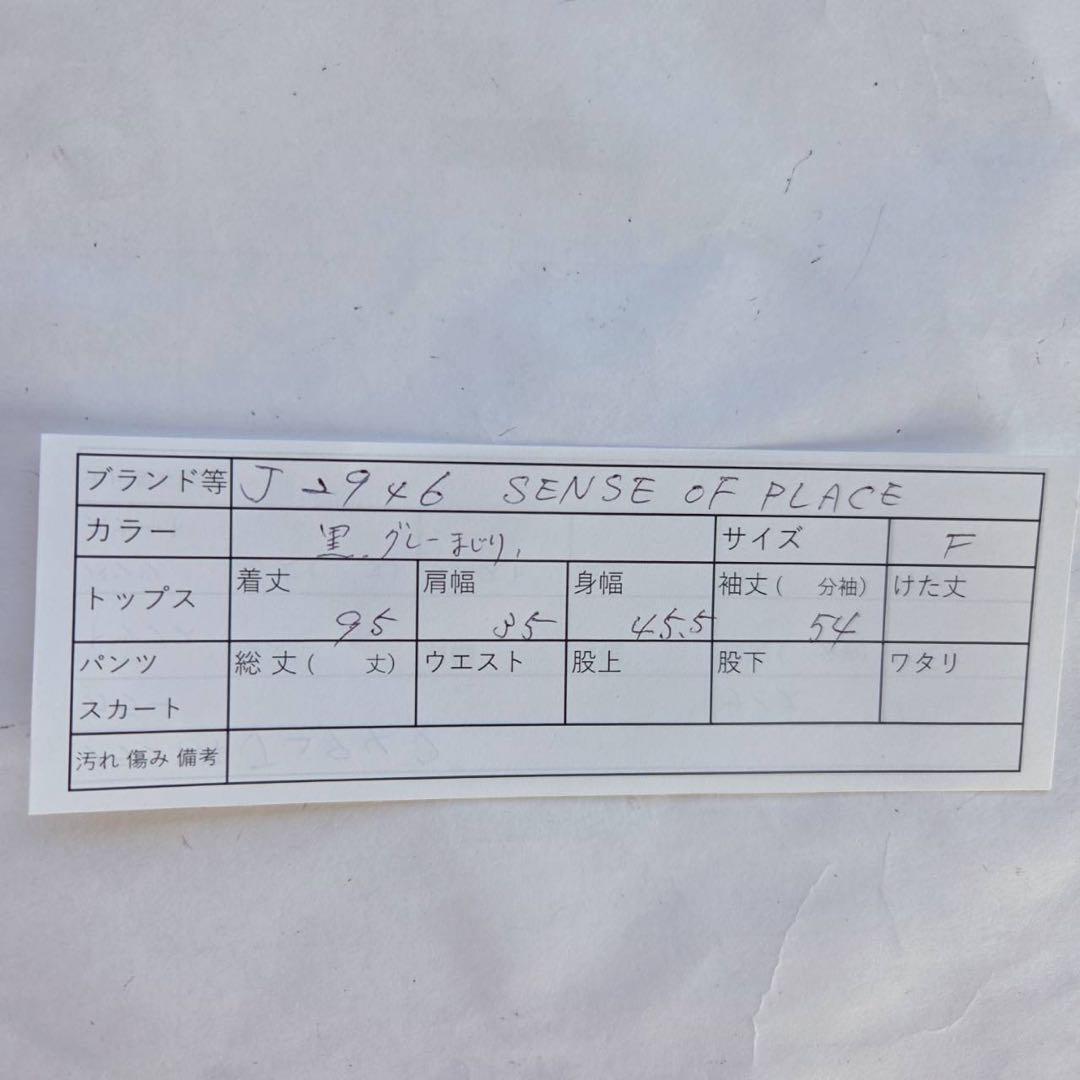 ブランド等 J2946 SENSE OF PLACE
カラー 黒.グレーまじり, サイズ F
トップス 着丈 95 肩幅 35 身幅 45.5 袖丈( 分袖) 54 けた丈
パンツ スカート 総丈( 丈) ウエスト 股上 股下 ワタリ
汚れ 傷み 備考